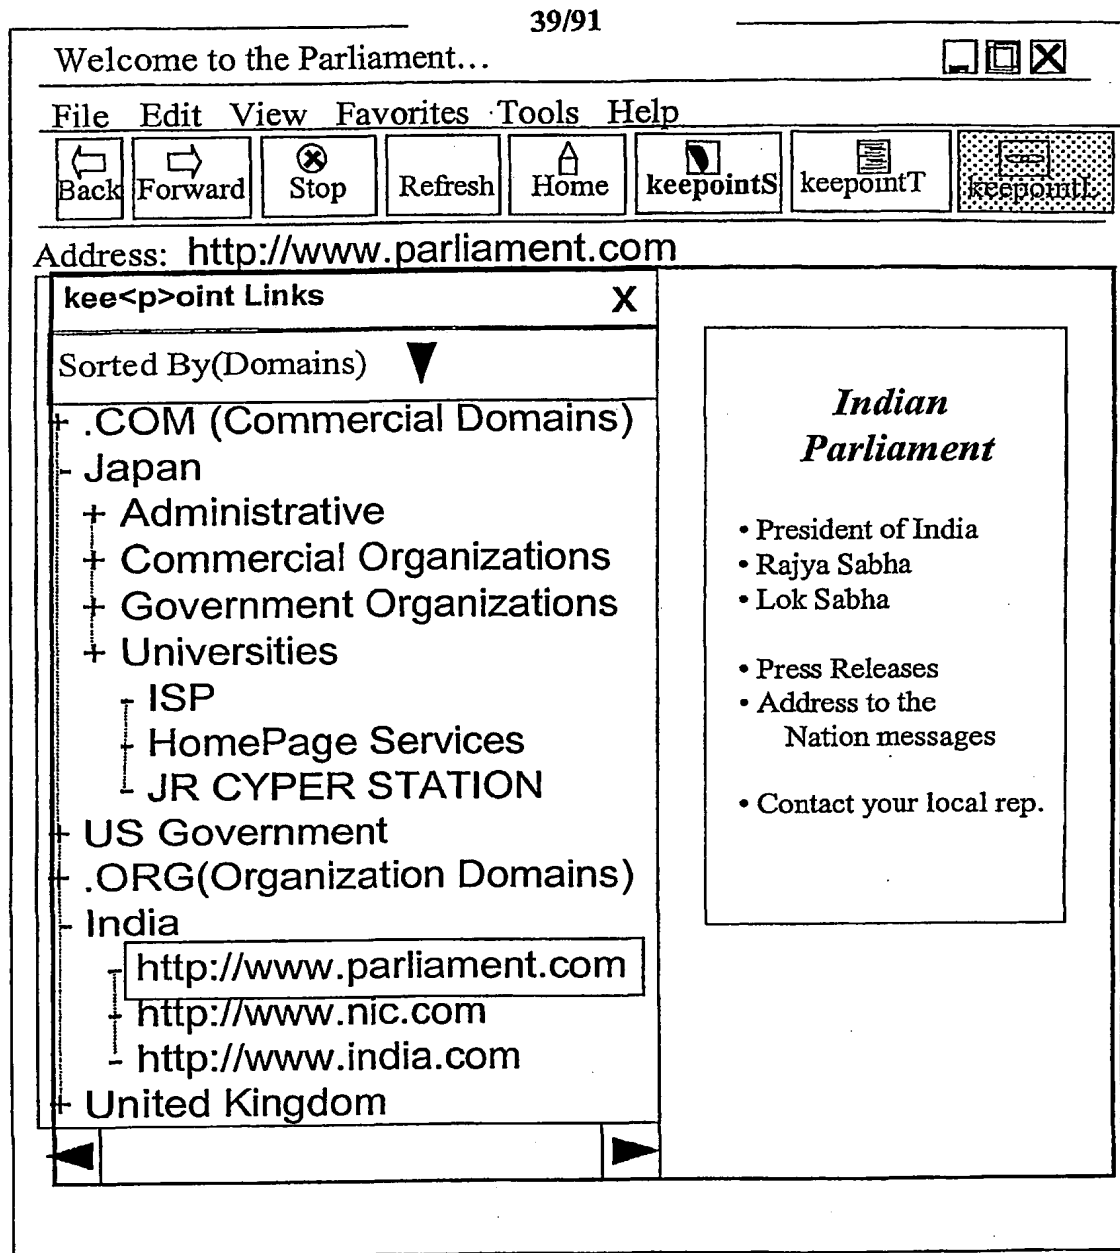 39/91
Welcome to the Parliament...
File Edit View Favorites Tools Help
Back Forward Stop Refresh Home keepointS keepointT keepointL
Address: http://www.parliament.com
kee<p>oint Links X
Sorted By(Domains)
+ .COM (Commercial Domains)
- Japan
+ Administrative
+ Commercial Organizations
+ Government Organizations
+ Universities
- ISP
- HomePage Services
- JR CYPER STATION
+ US Government
+ .ORG(Organization Domains)
- India
- http://www.parliament.com
- http://www.nic.com
- http://www.india.com
+ United Kingdom
Indian
Parliament
• President of India
• Rajya Sabha
• Lok Sabha
• Press Releases
• Address to the
Nation messages
• Contact your local rep.